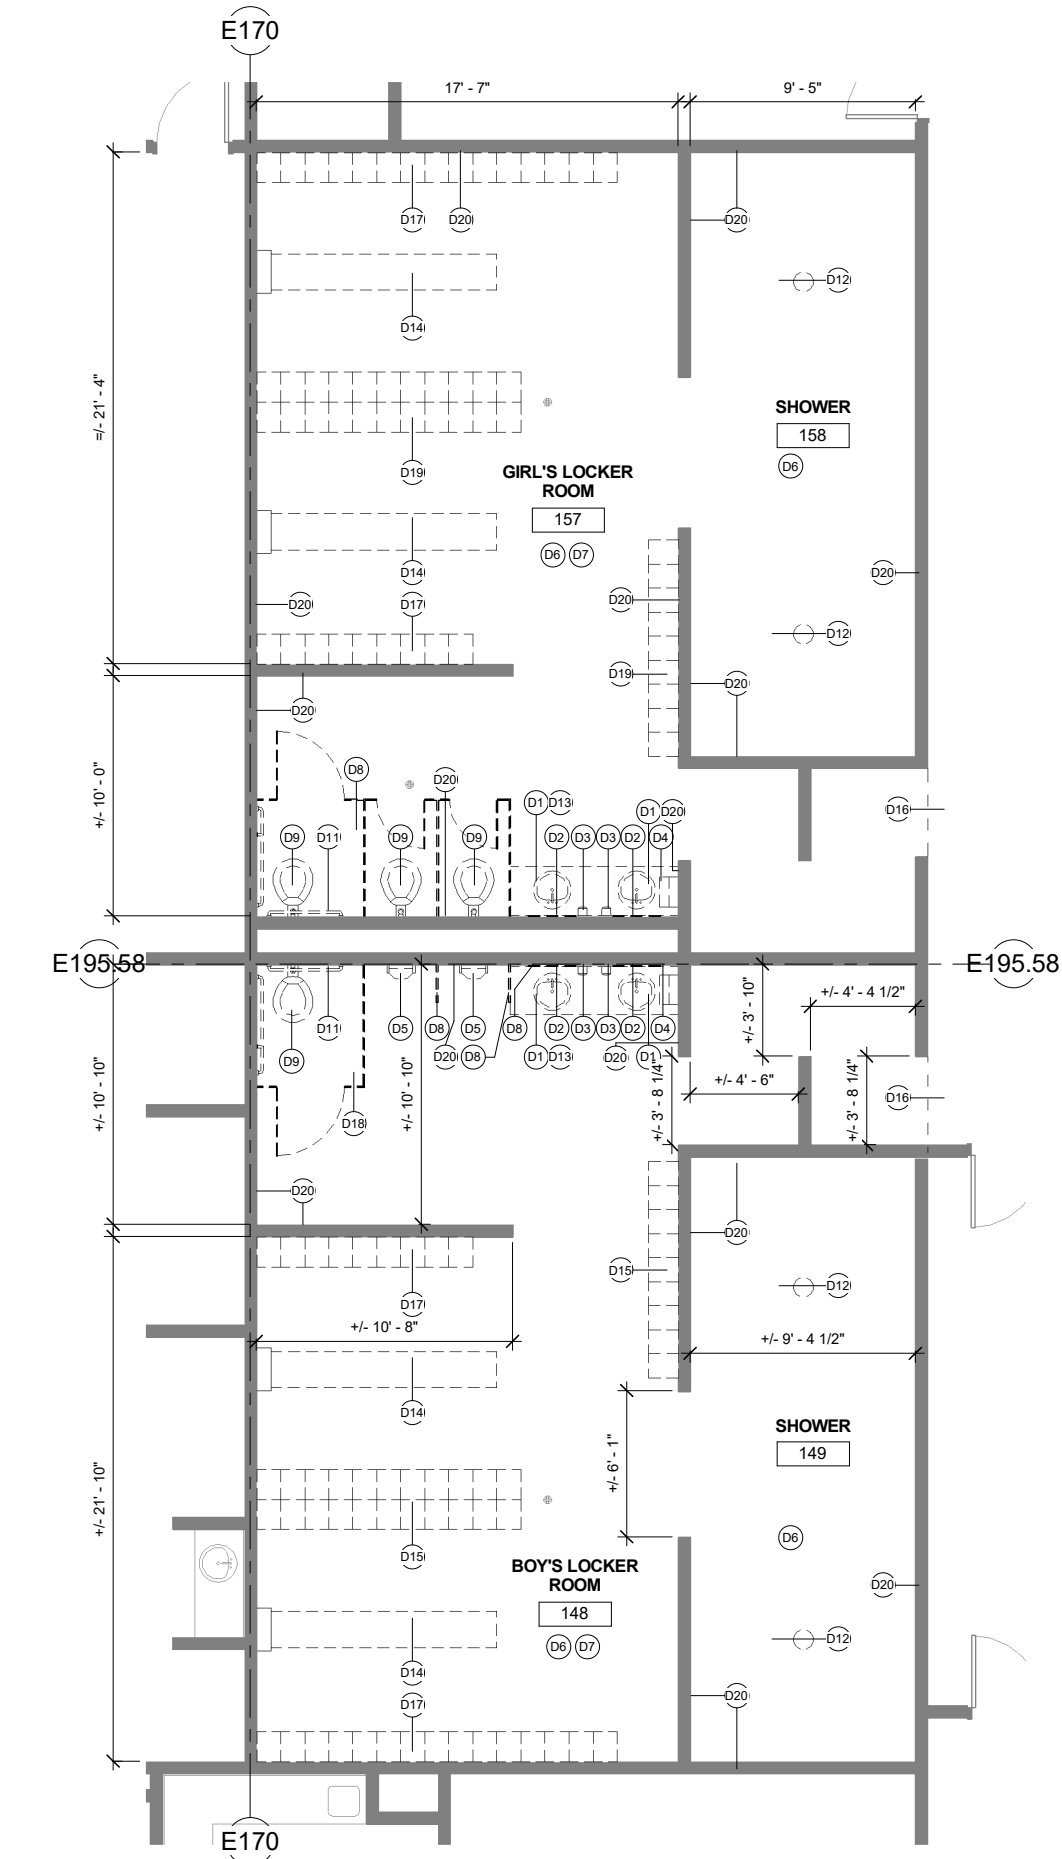 E170
17' - 7"
9' - 5"
D17
D20
D20
D12
D14
=/- 21' - 4"
SHOWER
158
D6
D19
GIRL'S LOCKER
ROOM
157
D6 D7
D14
D20
D20
D17
D20
D12
D19
D20
D20
+/- 10' - 0"
D8
D20
D1 D13
D1 D20
D16
D9 D11 D9 D9 D2 D3 D3 D2 D4
E195.58
E195.58
+/- 4' - 4 1/2"
+/- 3' - 10"
D11 D5 D8 D5 D8 D2 D3 D3 D2 D4
D9
D20 D8 D1 D13 D20 D1
+/- 4' - 6"
D16
+/- 10' - 10"
+/- 10' - 10"
+/- 3' - 8 1/4"
+/- 3' - 8 1/4"
D18
D20
D20
D15
D12
D17
+/- 10' - 8"
+/- 9' - 4 1/2"
D14
SHOWER
149
+/- 6' - 1"
+/- 21' - 10"
D6
D15
BOY'S LOCKER
ROOM
148
D6 D7
D20
D12
D14
D20
D17
E170